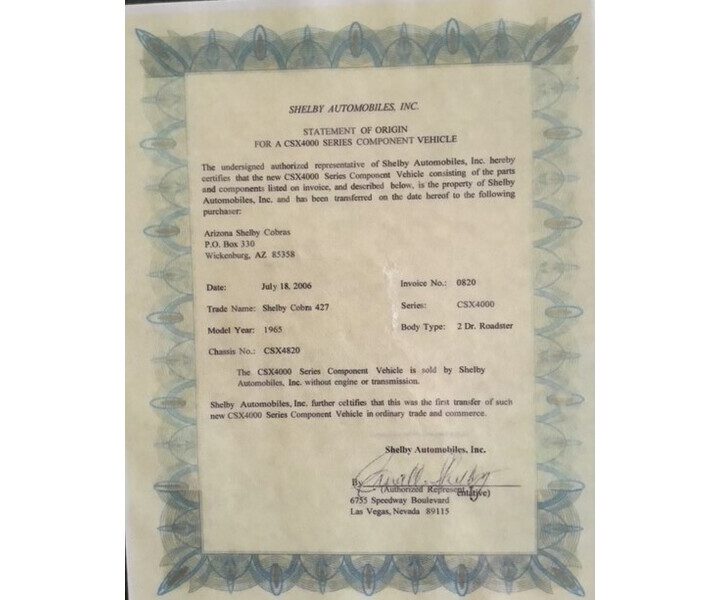 SHELBY AUTOMOBILES, INC.
STATEMENT OF ORIGIN
FOR A CSX4000 SERIES COMPONENT VEHICLE
The undersigned authorized representative of Shelby Automobiles, Inc. hereby
certifies that the new CSX4000 Series Component Vehicle consisting of the parts
and components listed on invoice, and described below, is the property of Shelby
Automobiles, Inc. and has been transferred on the date hereof to the following
purchaser:
Arizona Shelby Cobras
P.O. Box 330
Wickenburg, AZ 85358
Date: July 18, 2006 Invoice No.: 0820
Trade Name: Shelby Cobra 427 Series: CSX4000
Model Year: 1965 Body Type: 2 Dr. Roadster
Chassis No.: CSX4820
The CSX4000 Series Component Vehicle is sold by Shelby
Automobiles, Inc. without engine or transmission.
Shelby Automobiles, Inc. further certifies that this was the first transfer of such
new CSX4000 Series Component Vehicle in ordinary trade and commerce.
Shelby Automobiles, Inc.
By Carroll Shelby
(Authorized Representative)
6755 Speedway Boulevard
Las Vegas, Nevada 89115